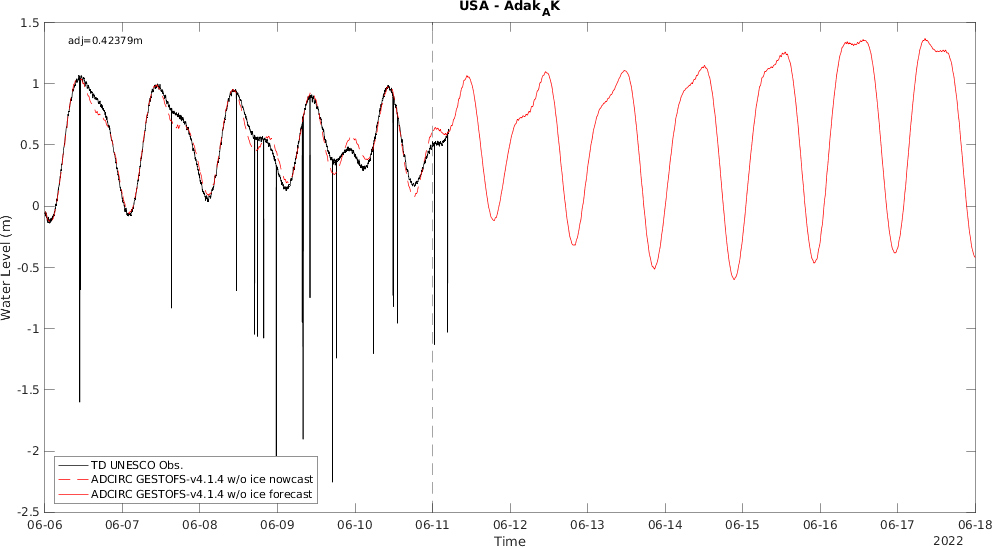 USA - Adak AK
adj=0.42379m
1.5
1
0.5
0
-0.5
-1
-1.5
-2
-2.5
Water Level (m)
TD UNESCO Obs.
ADCIRC GESTOFS-v4.1.4 w/o ice nowcast
ADCIRC GESTOFS-v4.1.4 w/o ice forecast
06-06 06-07 06-08 06-09 06-10 06-11 06-12 06-13 06-14 06-15 06-16 06-17 06-18
Time
2022